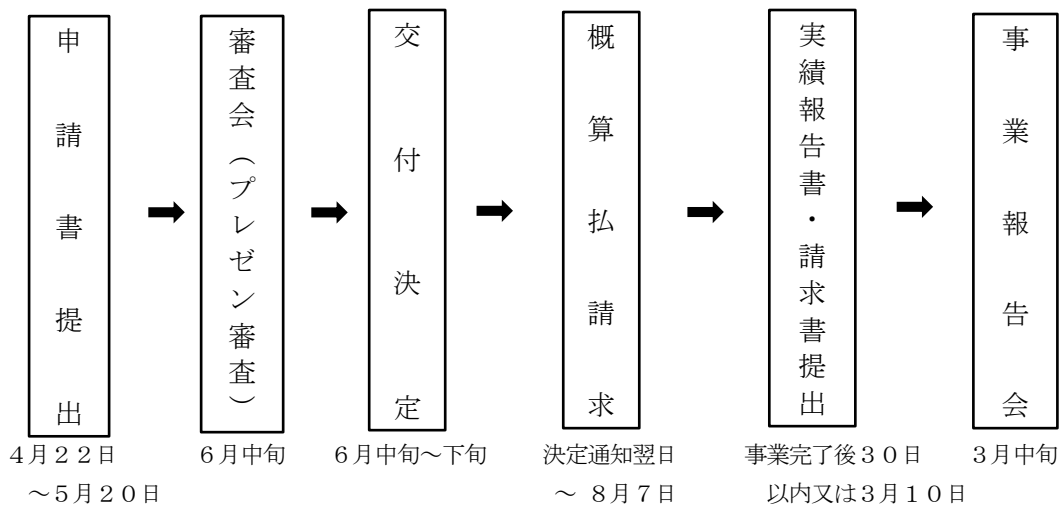 申請書提出
審査会（プレゼン審査）
交付決定
概算払請求
実績報告書・請求書提出
事業報告会
４月２２日
～５月２０日
６月中旬
６月中旬～下旬
決定通知翌日
～ ８月７日
事業完了後３０日
以内又は３月１０日
３月中旬